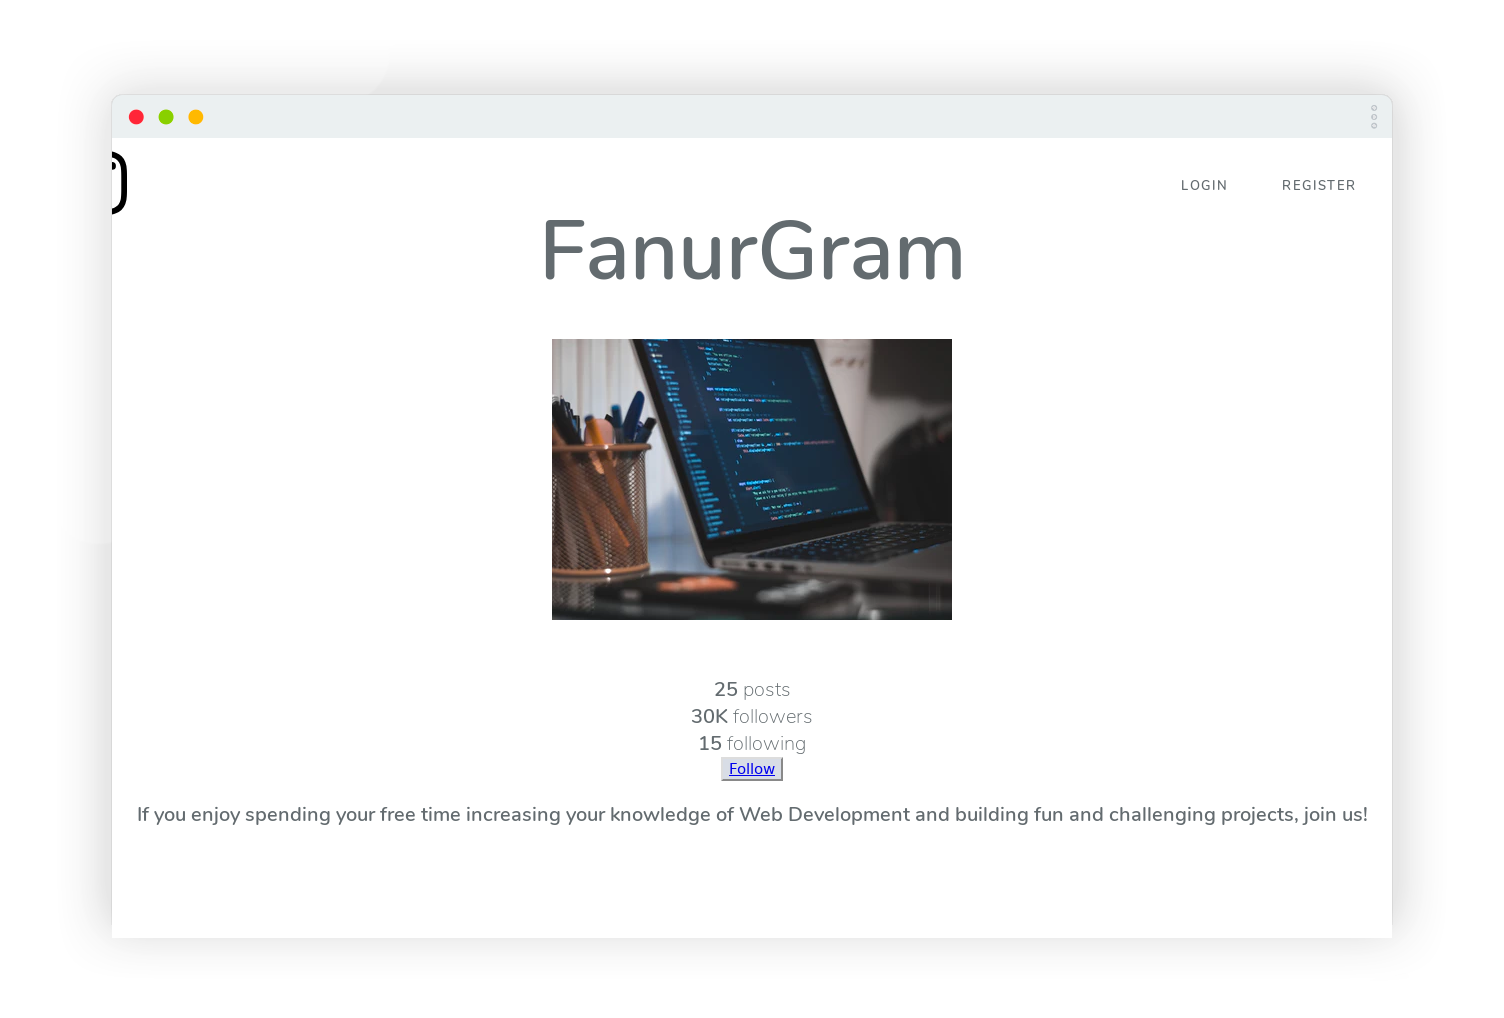 LOGIN REGISTER
FanurGram
25 posts
30K followers
15 following
Follow
If you enjoy spending your free time increasing your knowledge of Web Development and building fun and challenging projects, join us!